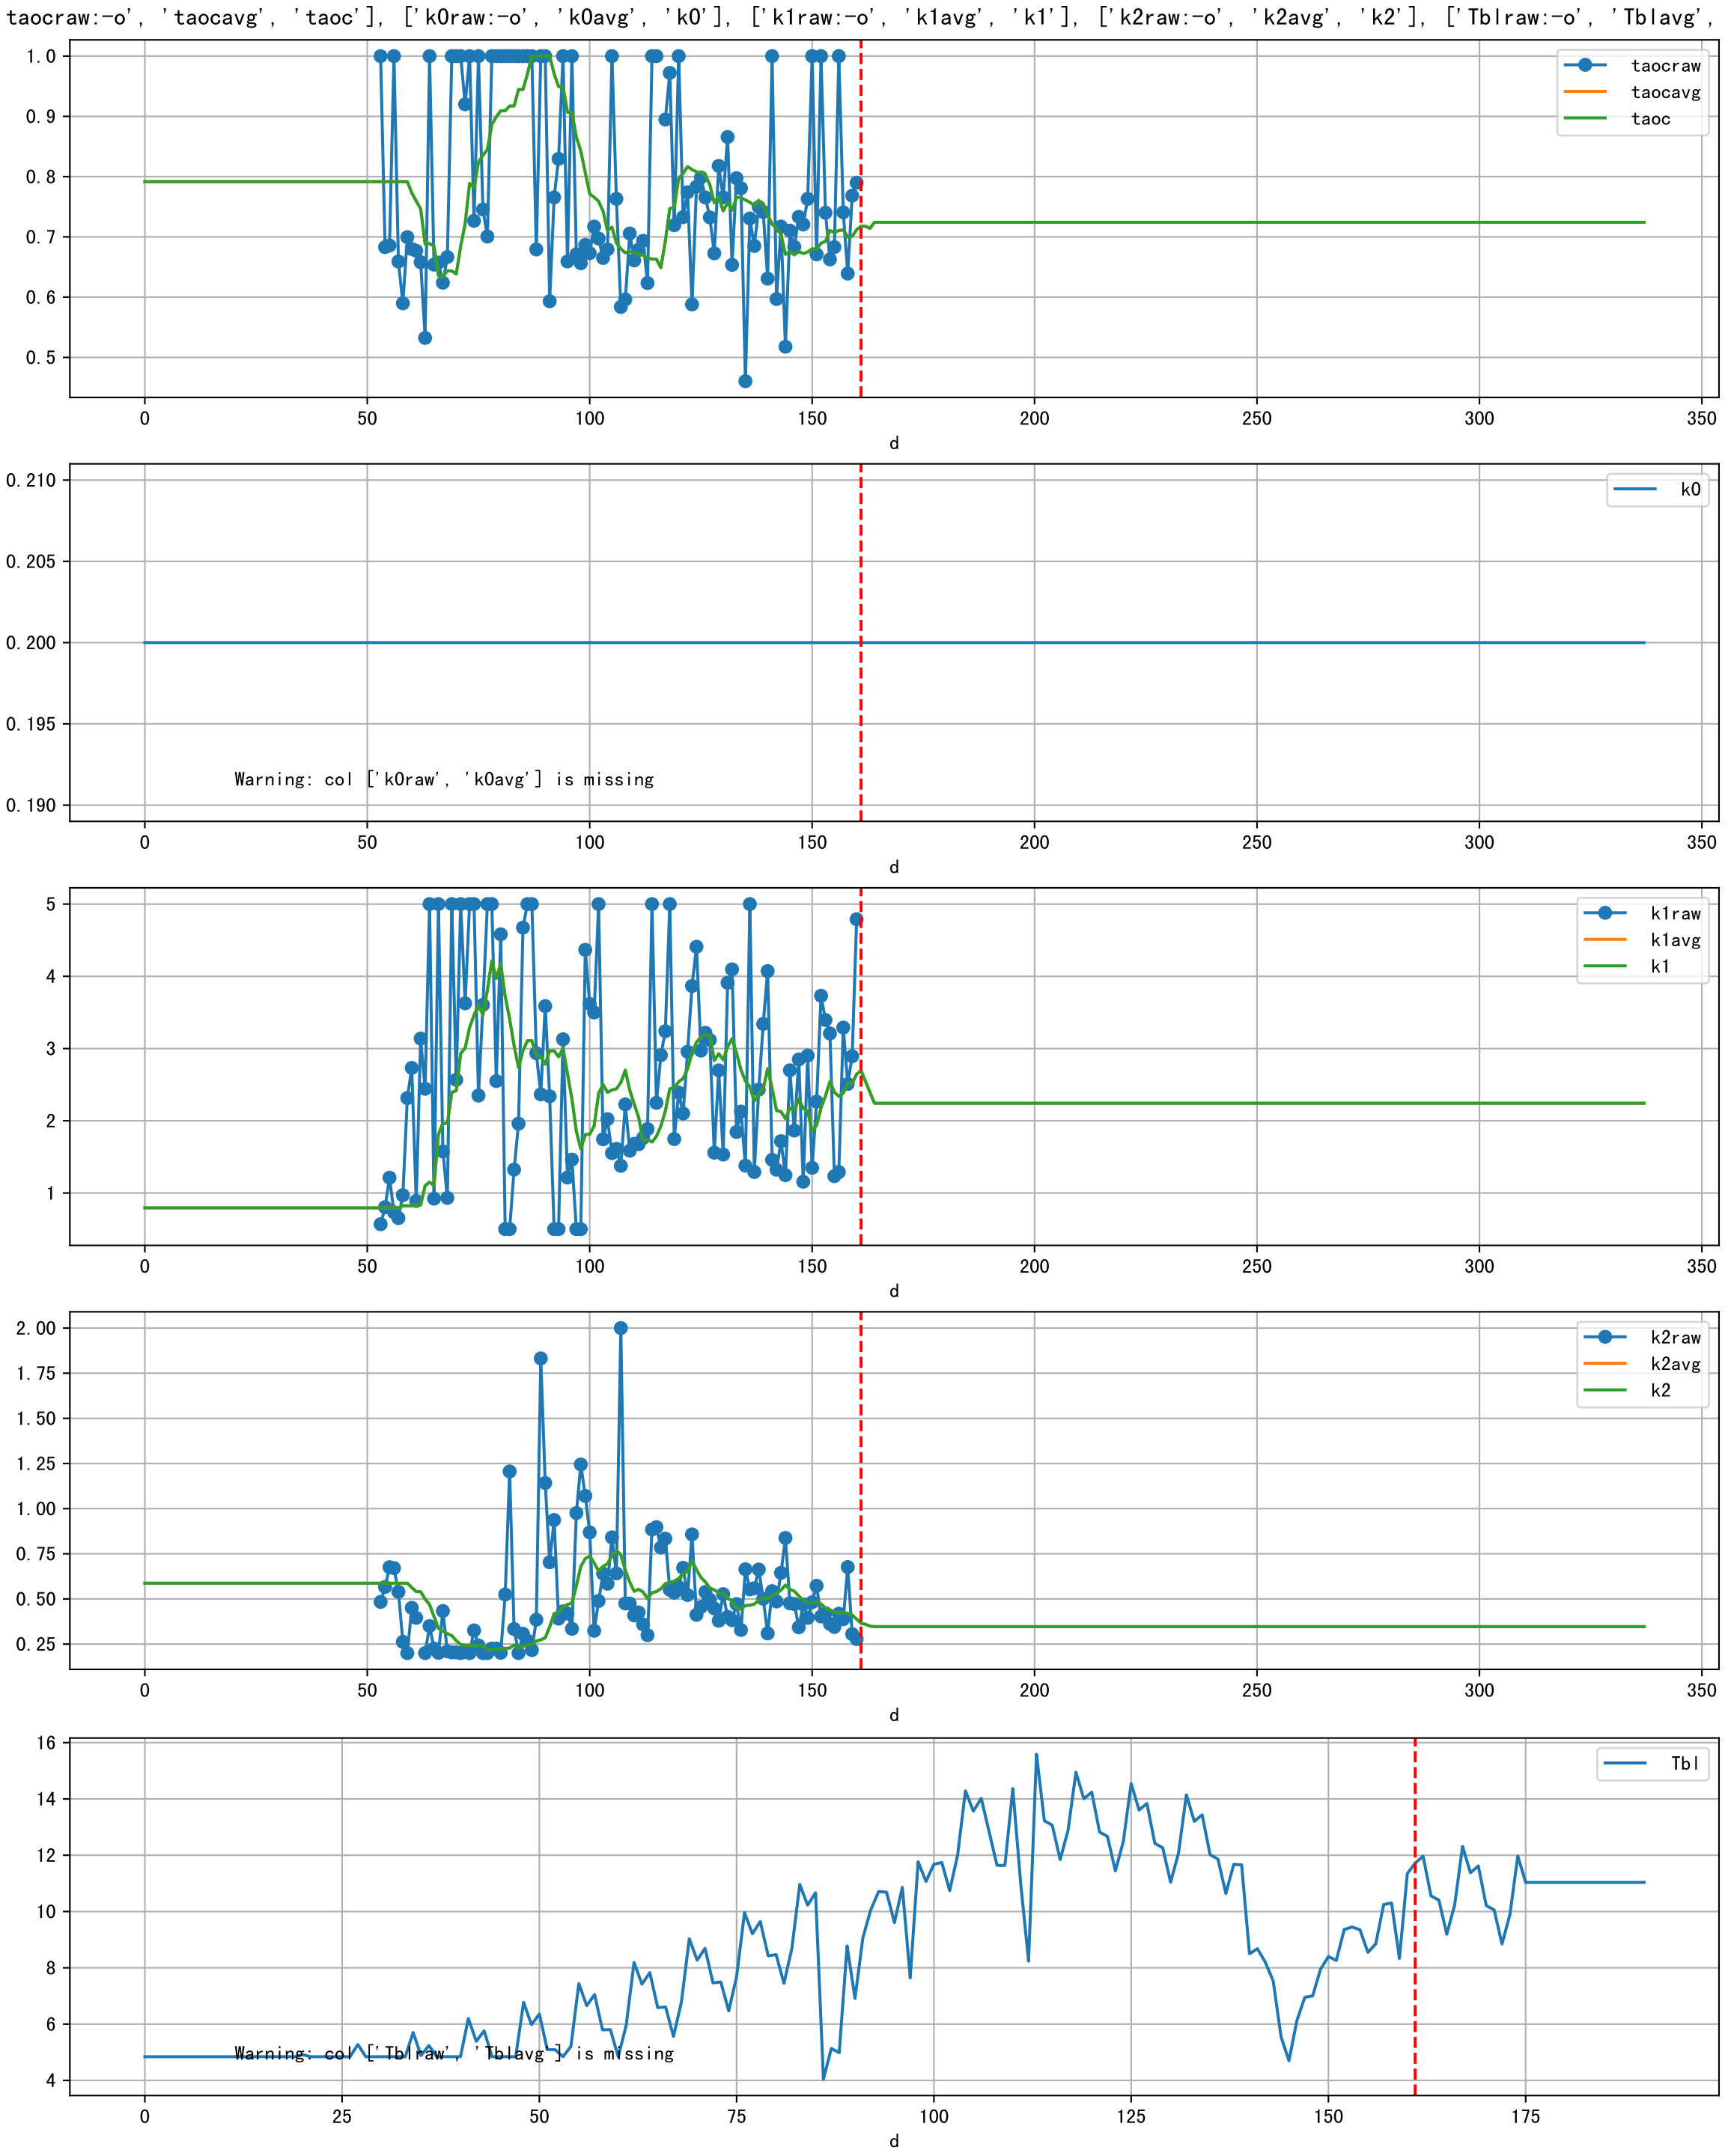 taocraw:-o', 'taocavg', 'taoc'], ['k0raw:-o', 'k0avg', 'k0'], ['k1raw:-o', 'k1avg', 'k1'], ['k2raw:-o', 'k2avg', 'k2'], ['Tblraw:-o', 'Tblavg',
1.0
0.9
0.8
0.7
0.6
0.5
taocraw
taocavg
taoc
0 50 100 150 200 250 300 350
d
0.210
0.205
0.200
0.195
0.190
k0
Warning: col ['k0raw', 'k0avg'] is missing
0 50 100 150 200 250 300 350
d
5
4
3
2
1
k1raw
k1avg
k1
0 50 100 150 200 250 300 350
d
2.00
1.75
1.50
1.25
1.00
0.75
0.50
0.25
k2raw
k2avg
k2
0 50 100 150 200 250 300 350
d
16
14
12
10
8
6
4
Tbl
Warning: col ['Tblraw', 'Tblavg'] is missing
0 25 50 75 100 125 150 175
d